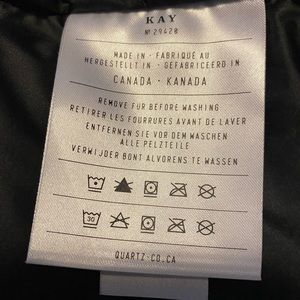 KAY
Nº 29420
MADE IN · FABRIQUÉ AU
HERGESTELLT IN · GEFABRICEERD IN
CANADA · KANADA
REMOVE FUR BEFORE WASHING
RETIRER LES FOURRURES AVANT DE LAVER
ENTFERNEN SIE VOR DEM WASCHEN
ALLE PELZTEILE
VERWIJDER BONT ALVORENS TE WASSEN
30
QUARTZ-CO.CA